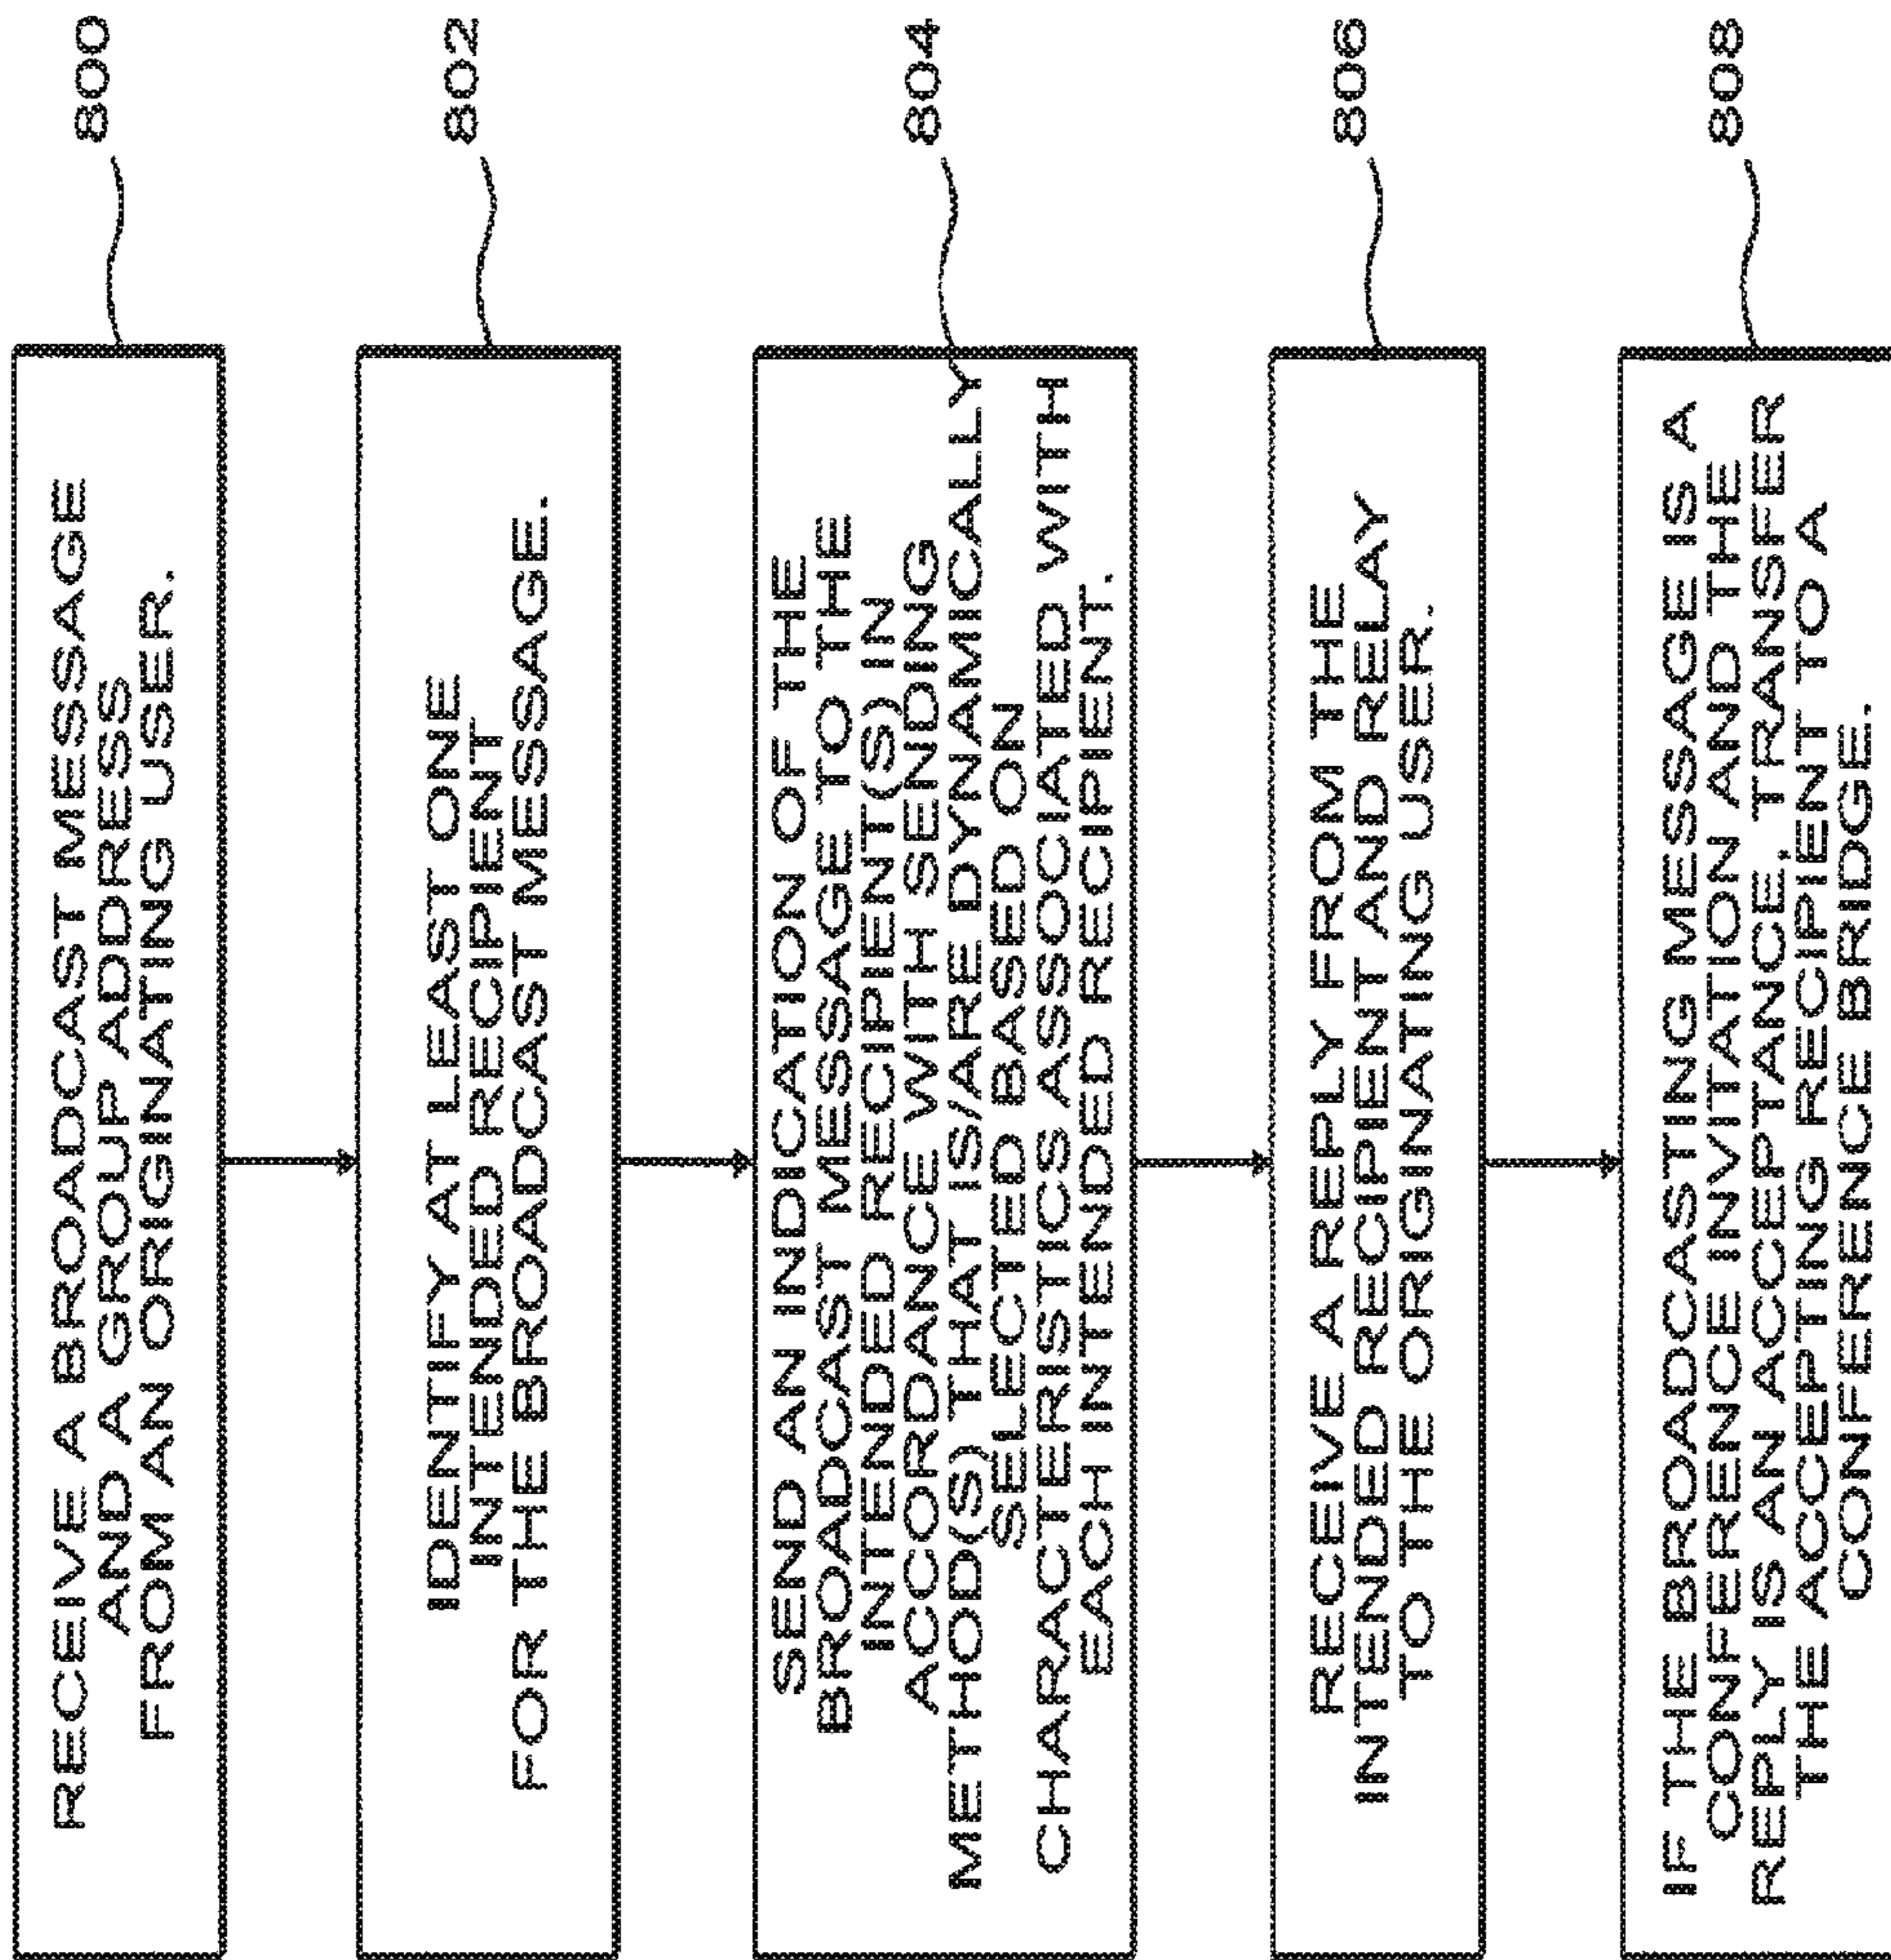 RECEIVE A BROADCAST MESSAGE
AND A GROUP ADDRESS
FROM AN ORIGINATING USER.
800
IDENTIFY AT LEAST ONE
INTENDED RECIPIENT
FOR THE BROADCAST MESSAGE.
802
SEND AN INDICATION OF THE
BROADCAST MESSAGE TO THE
INTENDED RECIPIENT(S) IN
ACCORDANCE WITH SENDING
METHOD(S) THAT IS/ARE DYNAMICALLY
SELECTED BASED ON
CHARACTERISTICS ASSOCIATED WITH
EACH INTENDED RECIPIENT.
804
RECEIVE A REPLY FROM THE
INTENDED RECIPIENT AND RELAY
TO THE ORIGINATING USER.
806
IF THE BROADCASTING MESSAGE IS A
CONFERENCE INVITATION AND THE
REPLY IS AN ACCEPTANCE, TRANSFER
THE ACCEPTING RECIPIENT TO A
CONFERENCE BRIDGE.
808